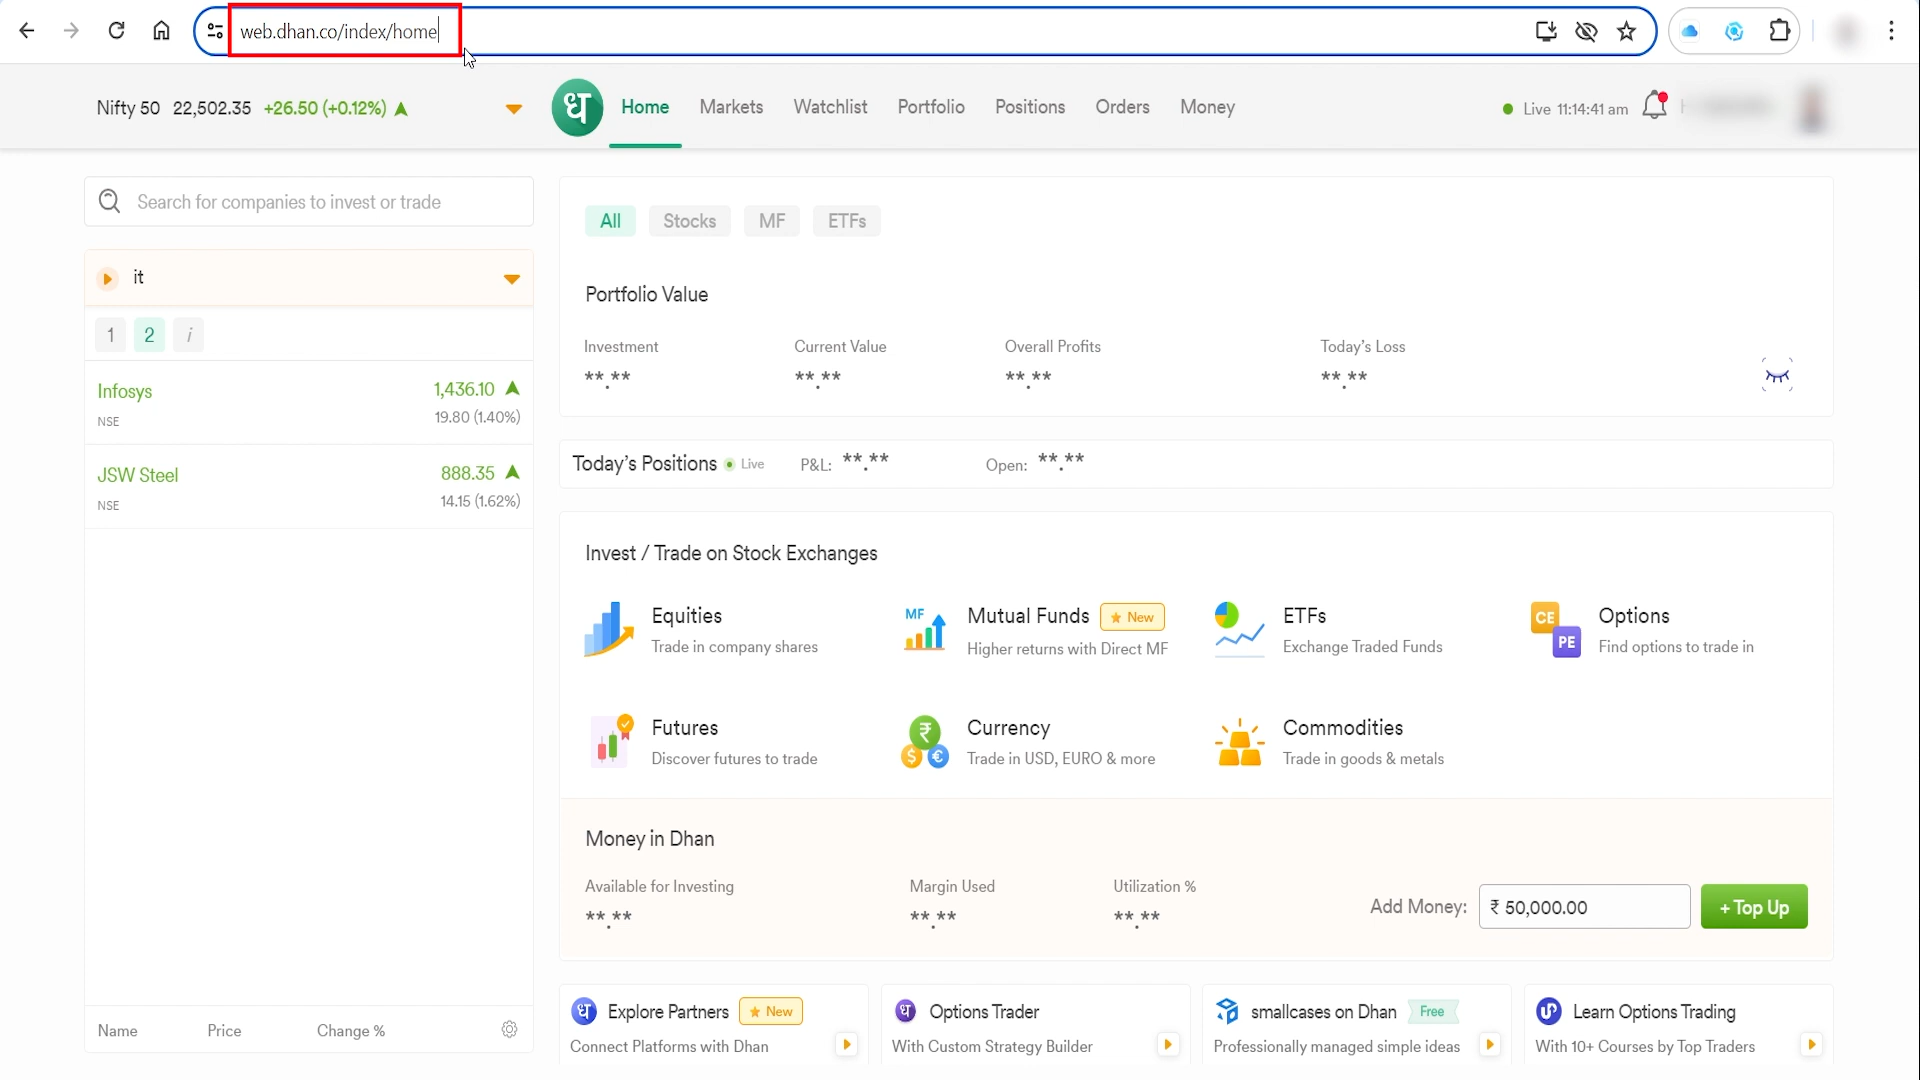 web.dhan.co/index/home
Nifty 50 22,502.35 +26.50 (+0.12%)
ध
Home Markets Watchlist Portfolio Positions Orders Money
Live 11:14:41 am
Search for companies to invest or trade
it
1 2 i
Infosys 1,436.10
NSE 19.80 (1.40%)
JSW Steel 888.35
NSE 14.15 (1.62%)
Name Price Change %
All Stocks MF ETFs
Portfolio Value
Investment Current Value Overall Profits Today's Loss
**.** **.** **.** **.**
Today's Positions Live P&L: **.** Open: **.**
Invest / Trade on Stock Exchanges
Equities
Trade in company shares
MF
Mutual Funds New
Higher returns with Direct MF
ETFs
Exchange Traded Funds
CE
PE
Options
Find options to trade in
Futures
Discover futures to trade
₹
$ €
Currency
Trade in USD, EURO & more
Commodities
Trade in goods & metals
Money in Dhan
Available for Investing Margin Used Utilization %
**.** **.** **.**
Add Money: ₹ 50,000.00 + Top Up
ध Explore Partners New
Connect Platforms with Dhan
ध Options Trader
With Custom Strategy Builder
smallcases on Dhan Free
Professionally managed simple ideas
Learn Options Trading
With 10+ Courses by Top Traders